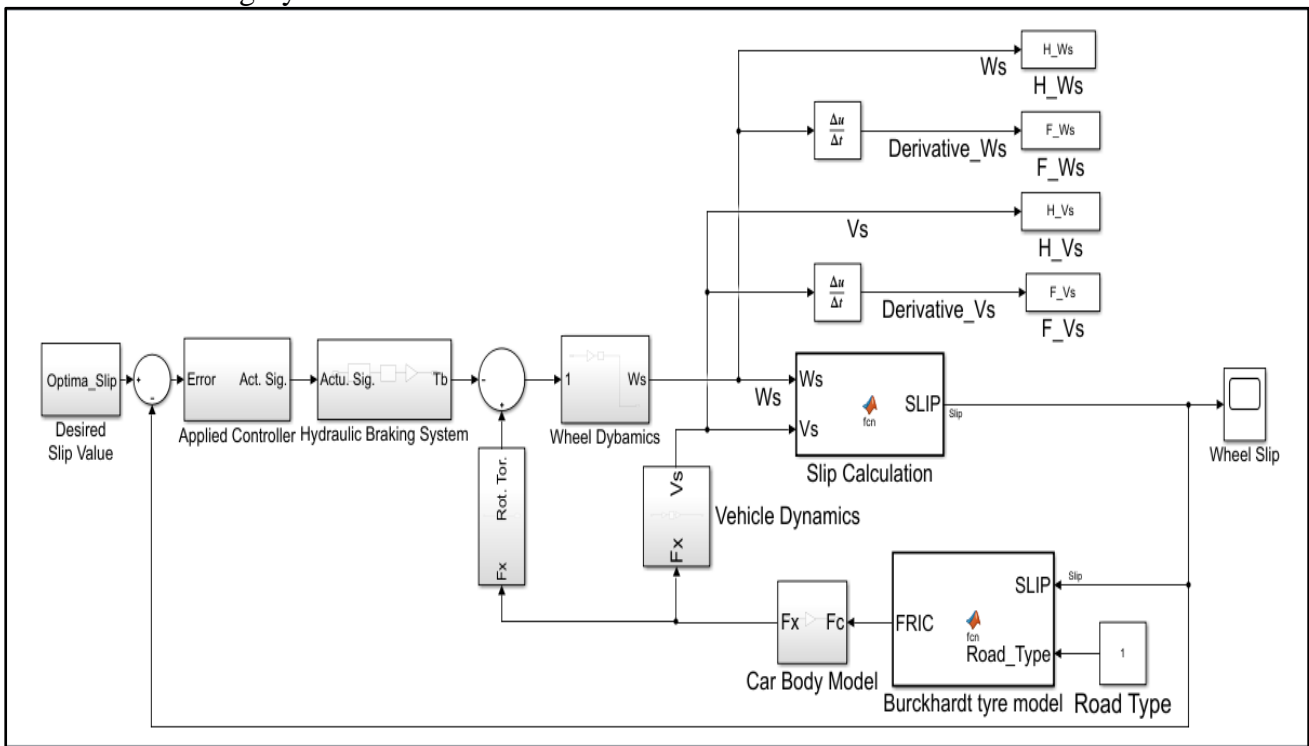 Ws
H_Ws
H_Ws
Δu
Δt
Derivative_Ws
F_Ws
F_Ws
Vs
H_Vs
H_Vs
Δu
Δt
Derivative_Vs
F_Vs
F_Vs
Optima_Slip
+
-
Desired
Slip Value
Error
Act. Sig.
Applied Controller
Actu. Sig.
Tb
Hydraulic Braking System
-
+
1
Ws
Wheel Dybamics
Ws
Ws
Vs
SLIP
fcn
Slip Calculation
Slip
Wheel Slip
Rot. Tor.
Fx
Vs
Fx
Vehicle Dynamics
Fx
Fc
Car Body Model
FRIC
SLIP
Slip
fcn
Road_Type
Burckhardt tyre model
1
Road Type